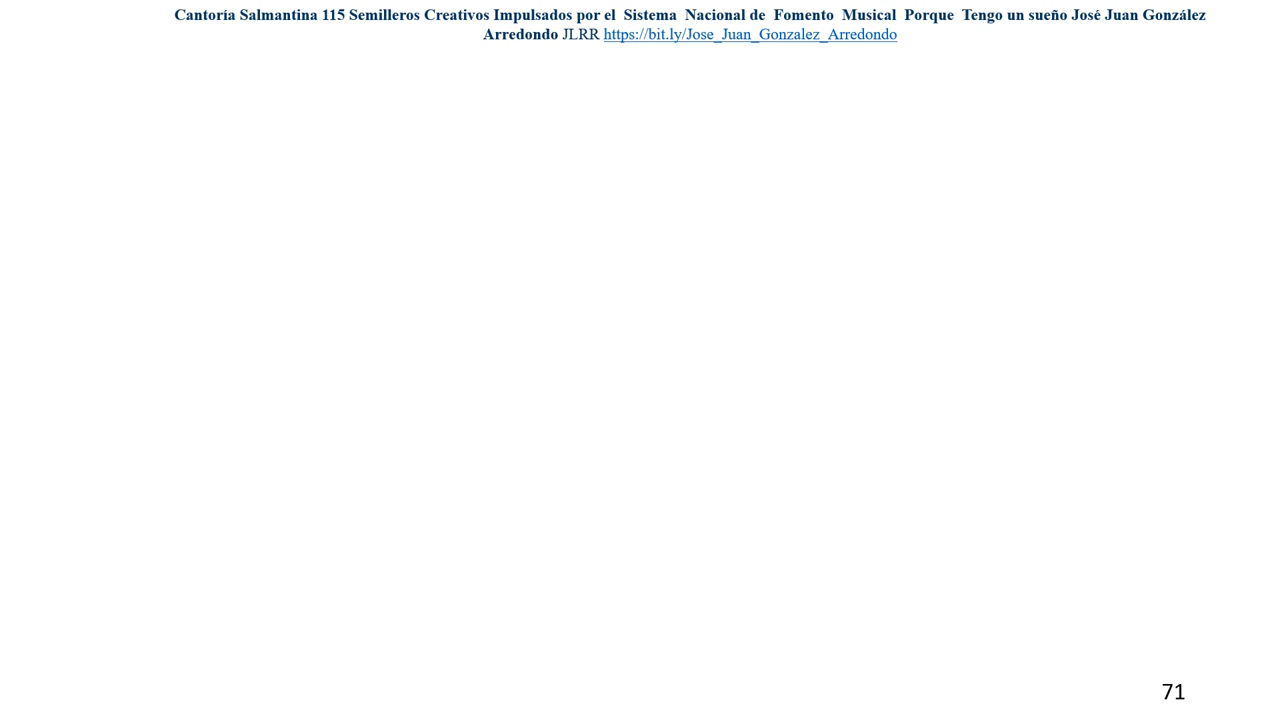 Cantoría Salmantina 115 Semilleros Creativos Impulsados por el  Sistema  Nacional de  Fomento  Musical  Porque  Tengo un sueño José Juan González
Arredondo JLRR https://bit.ly/Jose_Juan_Gonzalez_Arredondo
71